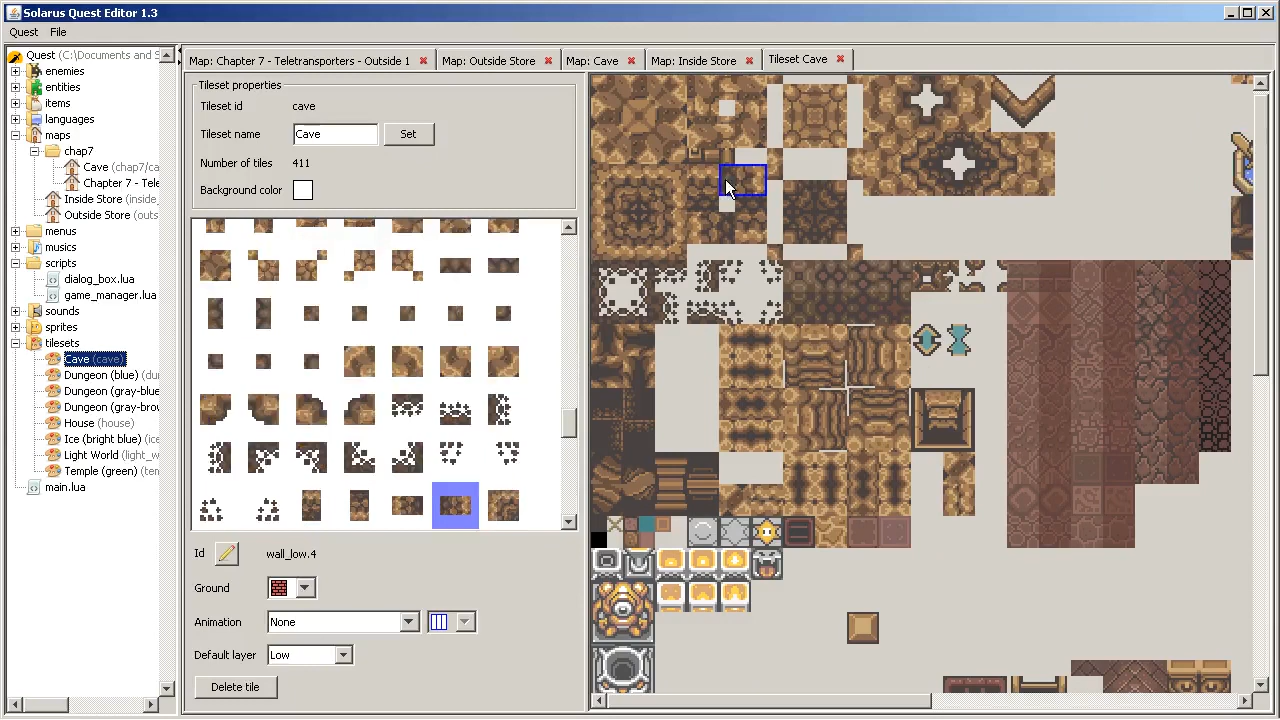 Solarus Quest Editor 1.3
Quest File
Map: Chapter 7 - Teletransporters - Outside 1
Map: Outside Store
Map: Cave
Map: Inside Store
Tileset Cave
Quest (C:\Documents and S
enemies
entities
items
languages
maps
chap7
Cave (chap7/ca
Chapter 7 - Tele
Inside Store (inside_
Outside Store (outs
menus
musics
scripts
dialog_box.lua
game_manager.lua
sounds
sprites
tilesets
Cave (cave)
Dungeon (blue) (du
Dungeon (gray-blue
Dungeon (gray-brow
House (house)
Ice (bright blue) (ice
Light World (light_w
Temple (green) (tem
main.lua
Tileset properties
Tileset id cave
Tileset name Cave Set
Number of tiles 411
Background color
Id wall_low.4
Ground
Animation None
Default layer Low
Delete tile